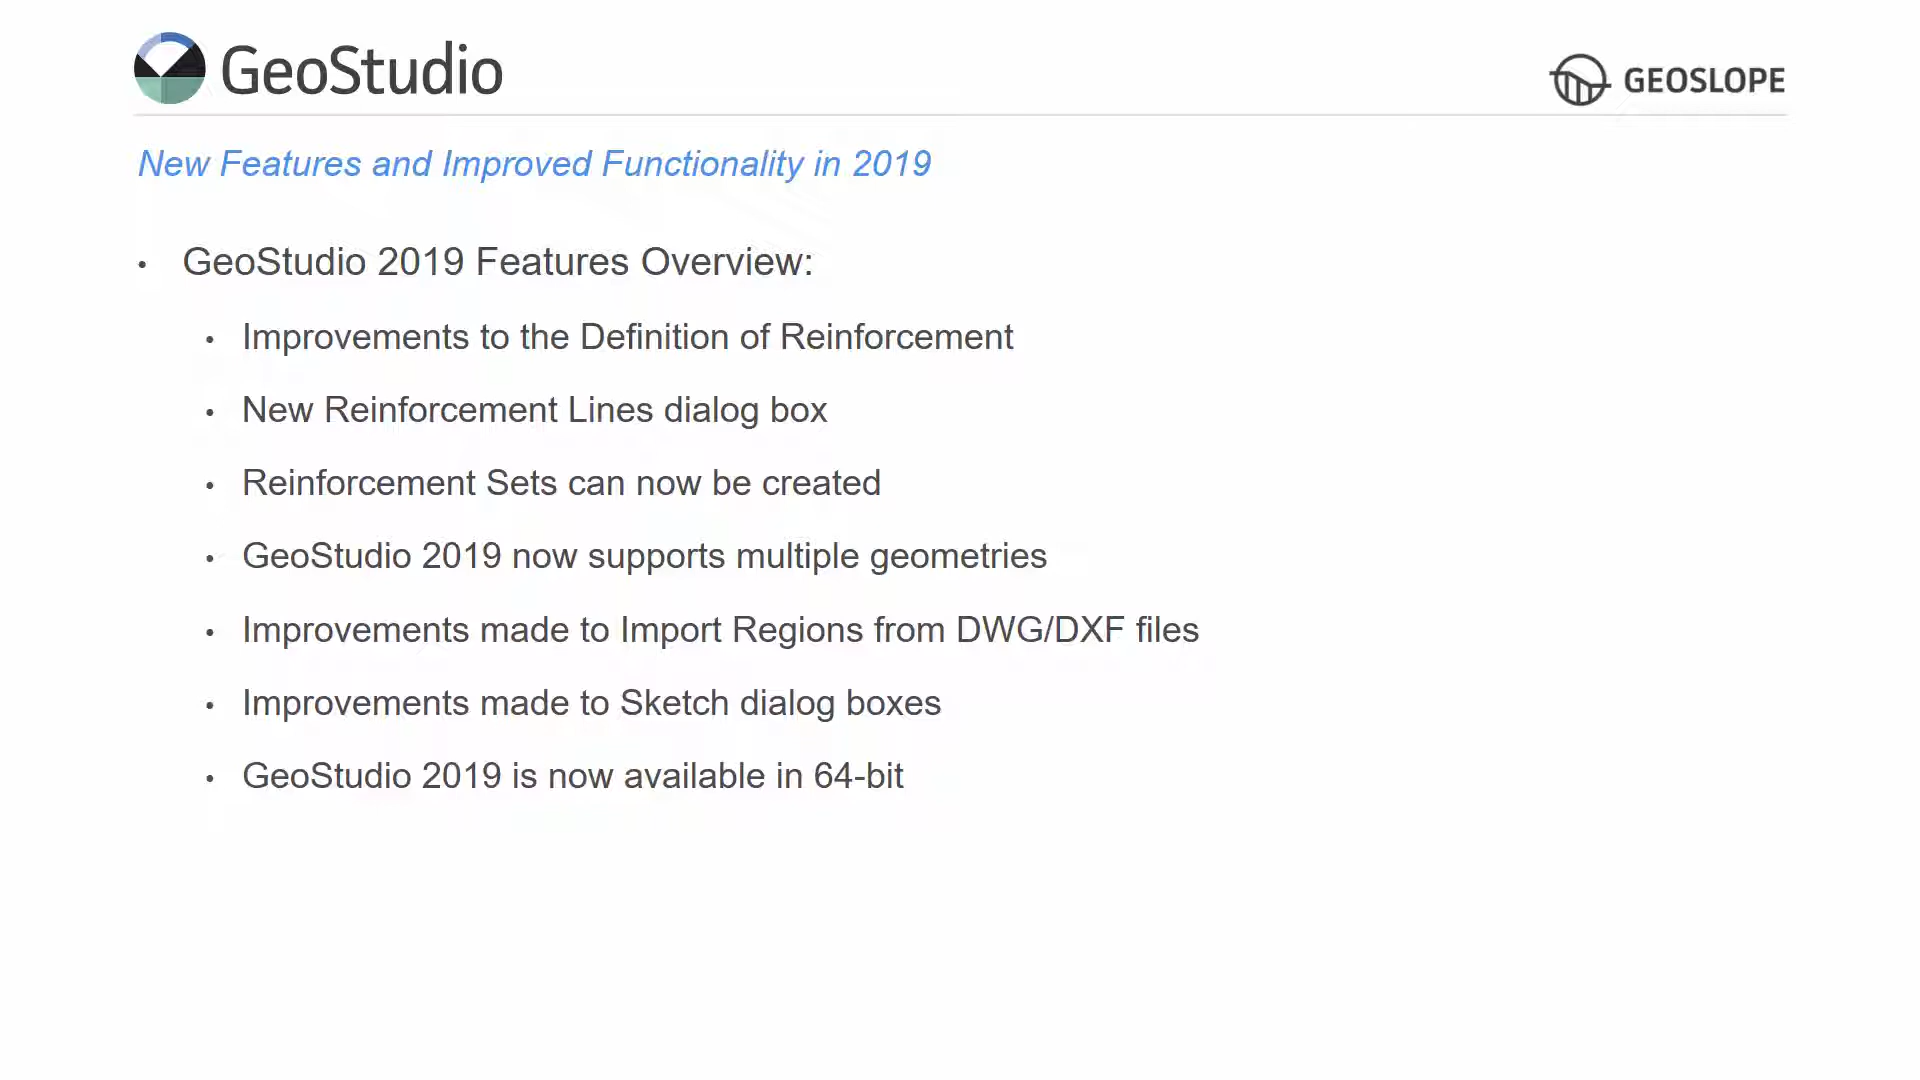 GeoStudio
GEOSLOPE
New Features and Improved Functionality in 2019
• GeoStudio 2019 Features Overview:
• Improvements to the Definition of Reinforcement
• New Reinforcement Lines dialog box
• Reinforcement Sets can now be created
• GeoStudio 2019 now supports multiple geometries
• Improvements made to Import Regions from DWG/DXF files
• Improvements made to Sketch dialog boxes
• GeoStudio 2019 is now available in 64-bit